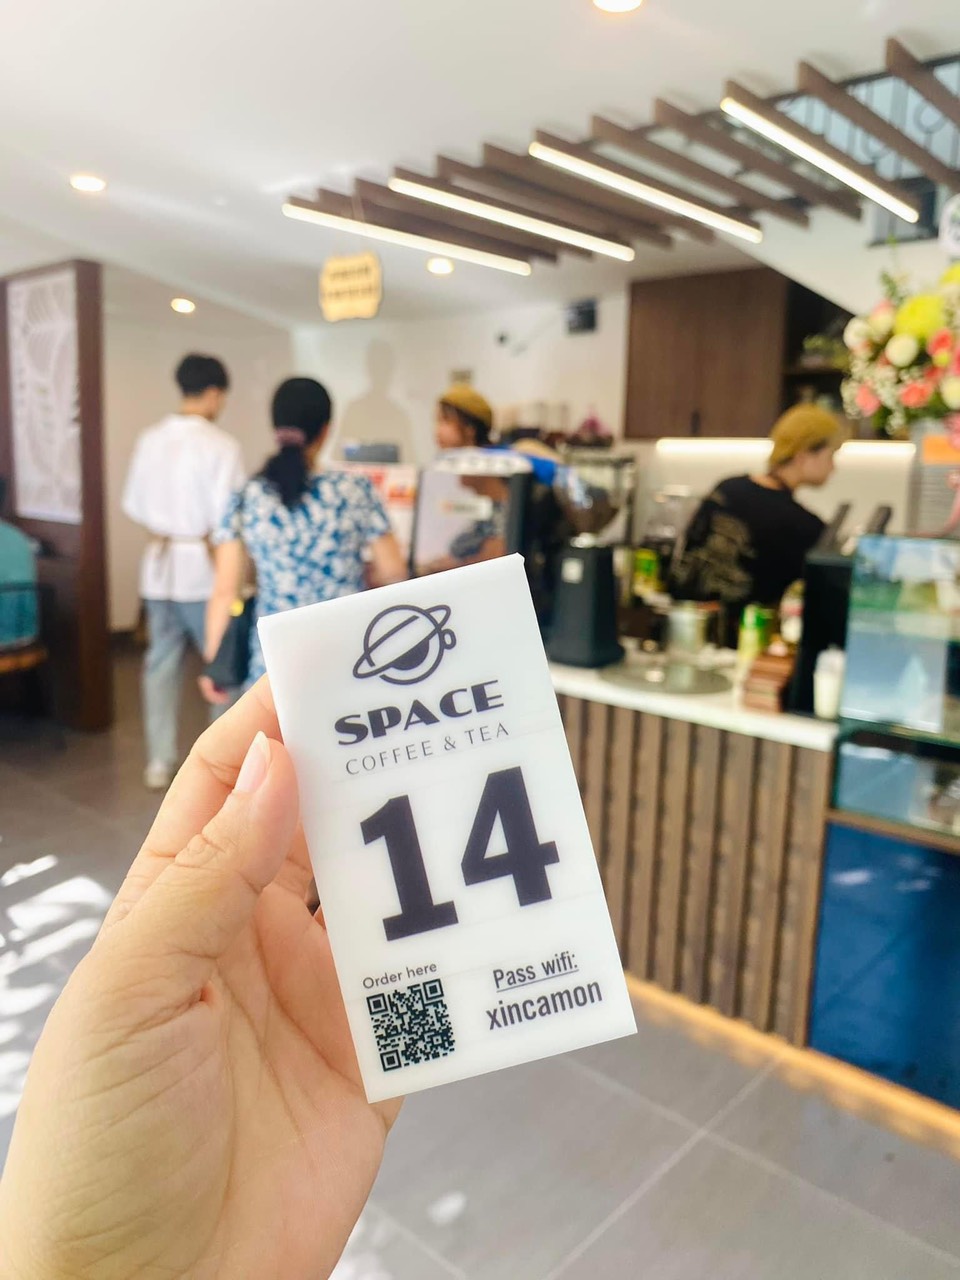 SPACE
COFFEE & TEA
14
Order here
Pass wifi:
xincamon